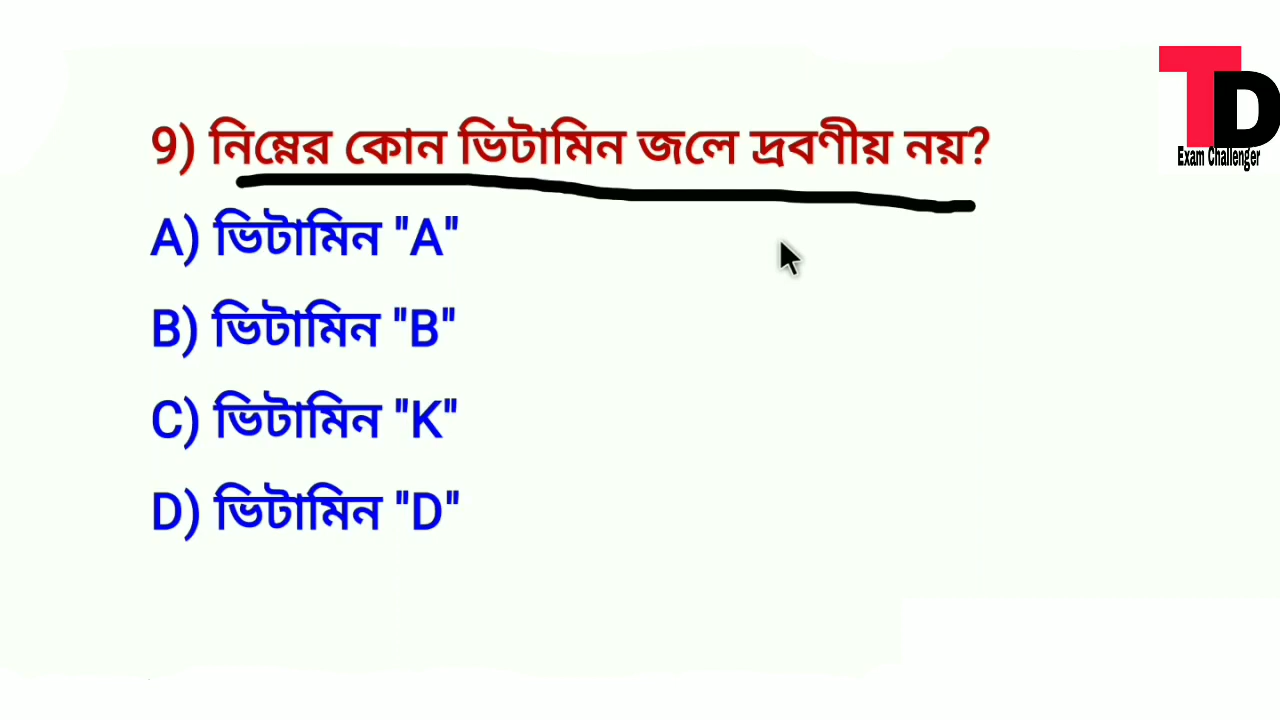 9) নিম্নের কোন ভিটামিন জলে দ্রবণীয় নয়?
A) ভিটামিন "A"
B) ভিটামিন "B"
C) ভিটামিন "K"
D) ভিটামিন "D"
TD
Exam Challenger